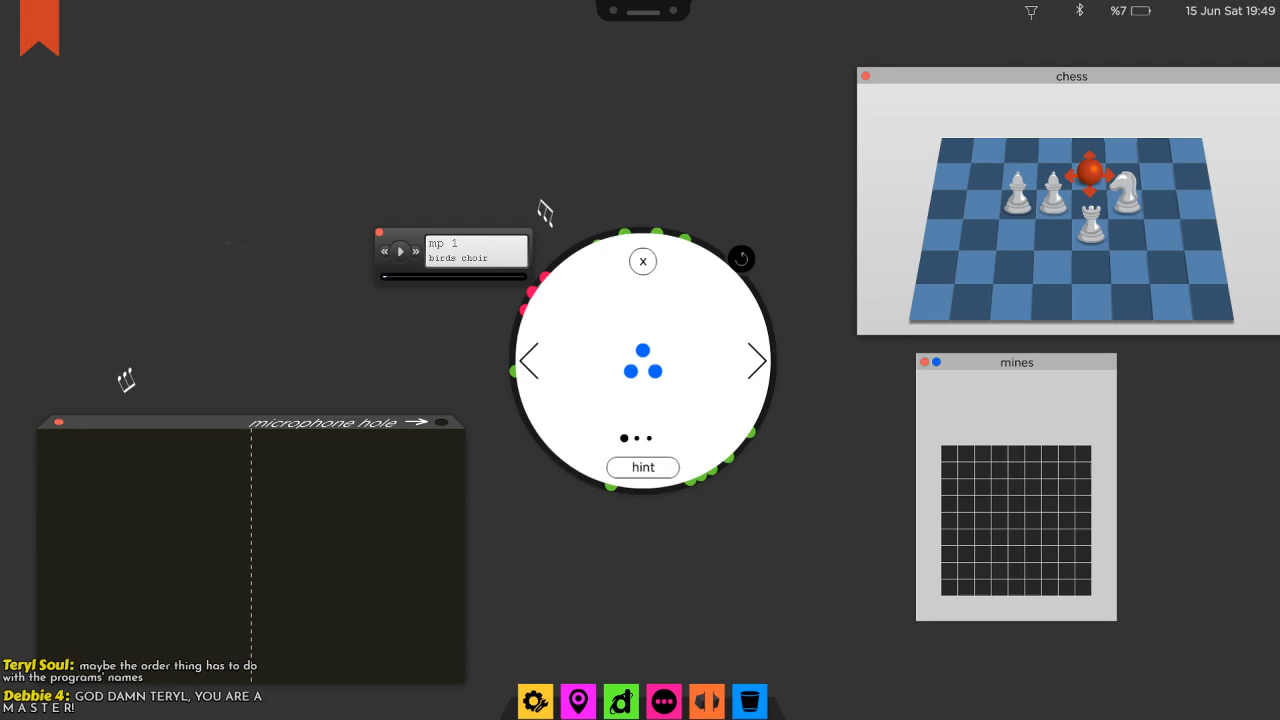 %7
15 Jun Sat 19:49
chess
mp 1
birds choir
x
mines
microphone hole →
hint
Teryl Soul: maybe the order thing has to do
with the programs' names
Debbie 4: GOD DAMN TERYL, YOU ARE A
M A S T E R!
d